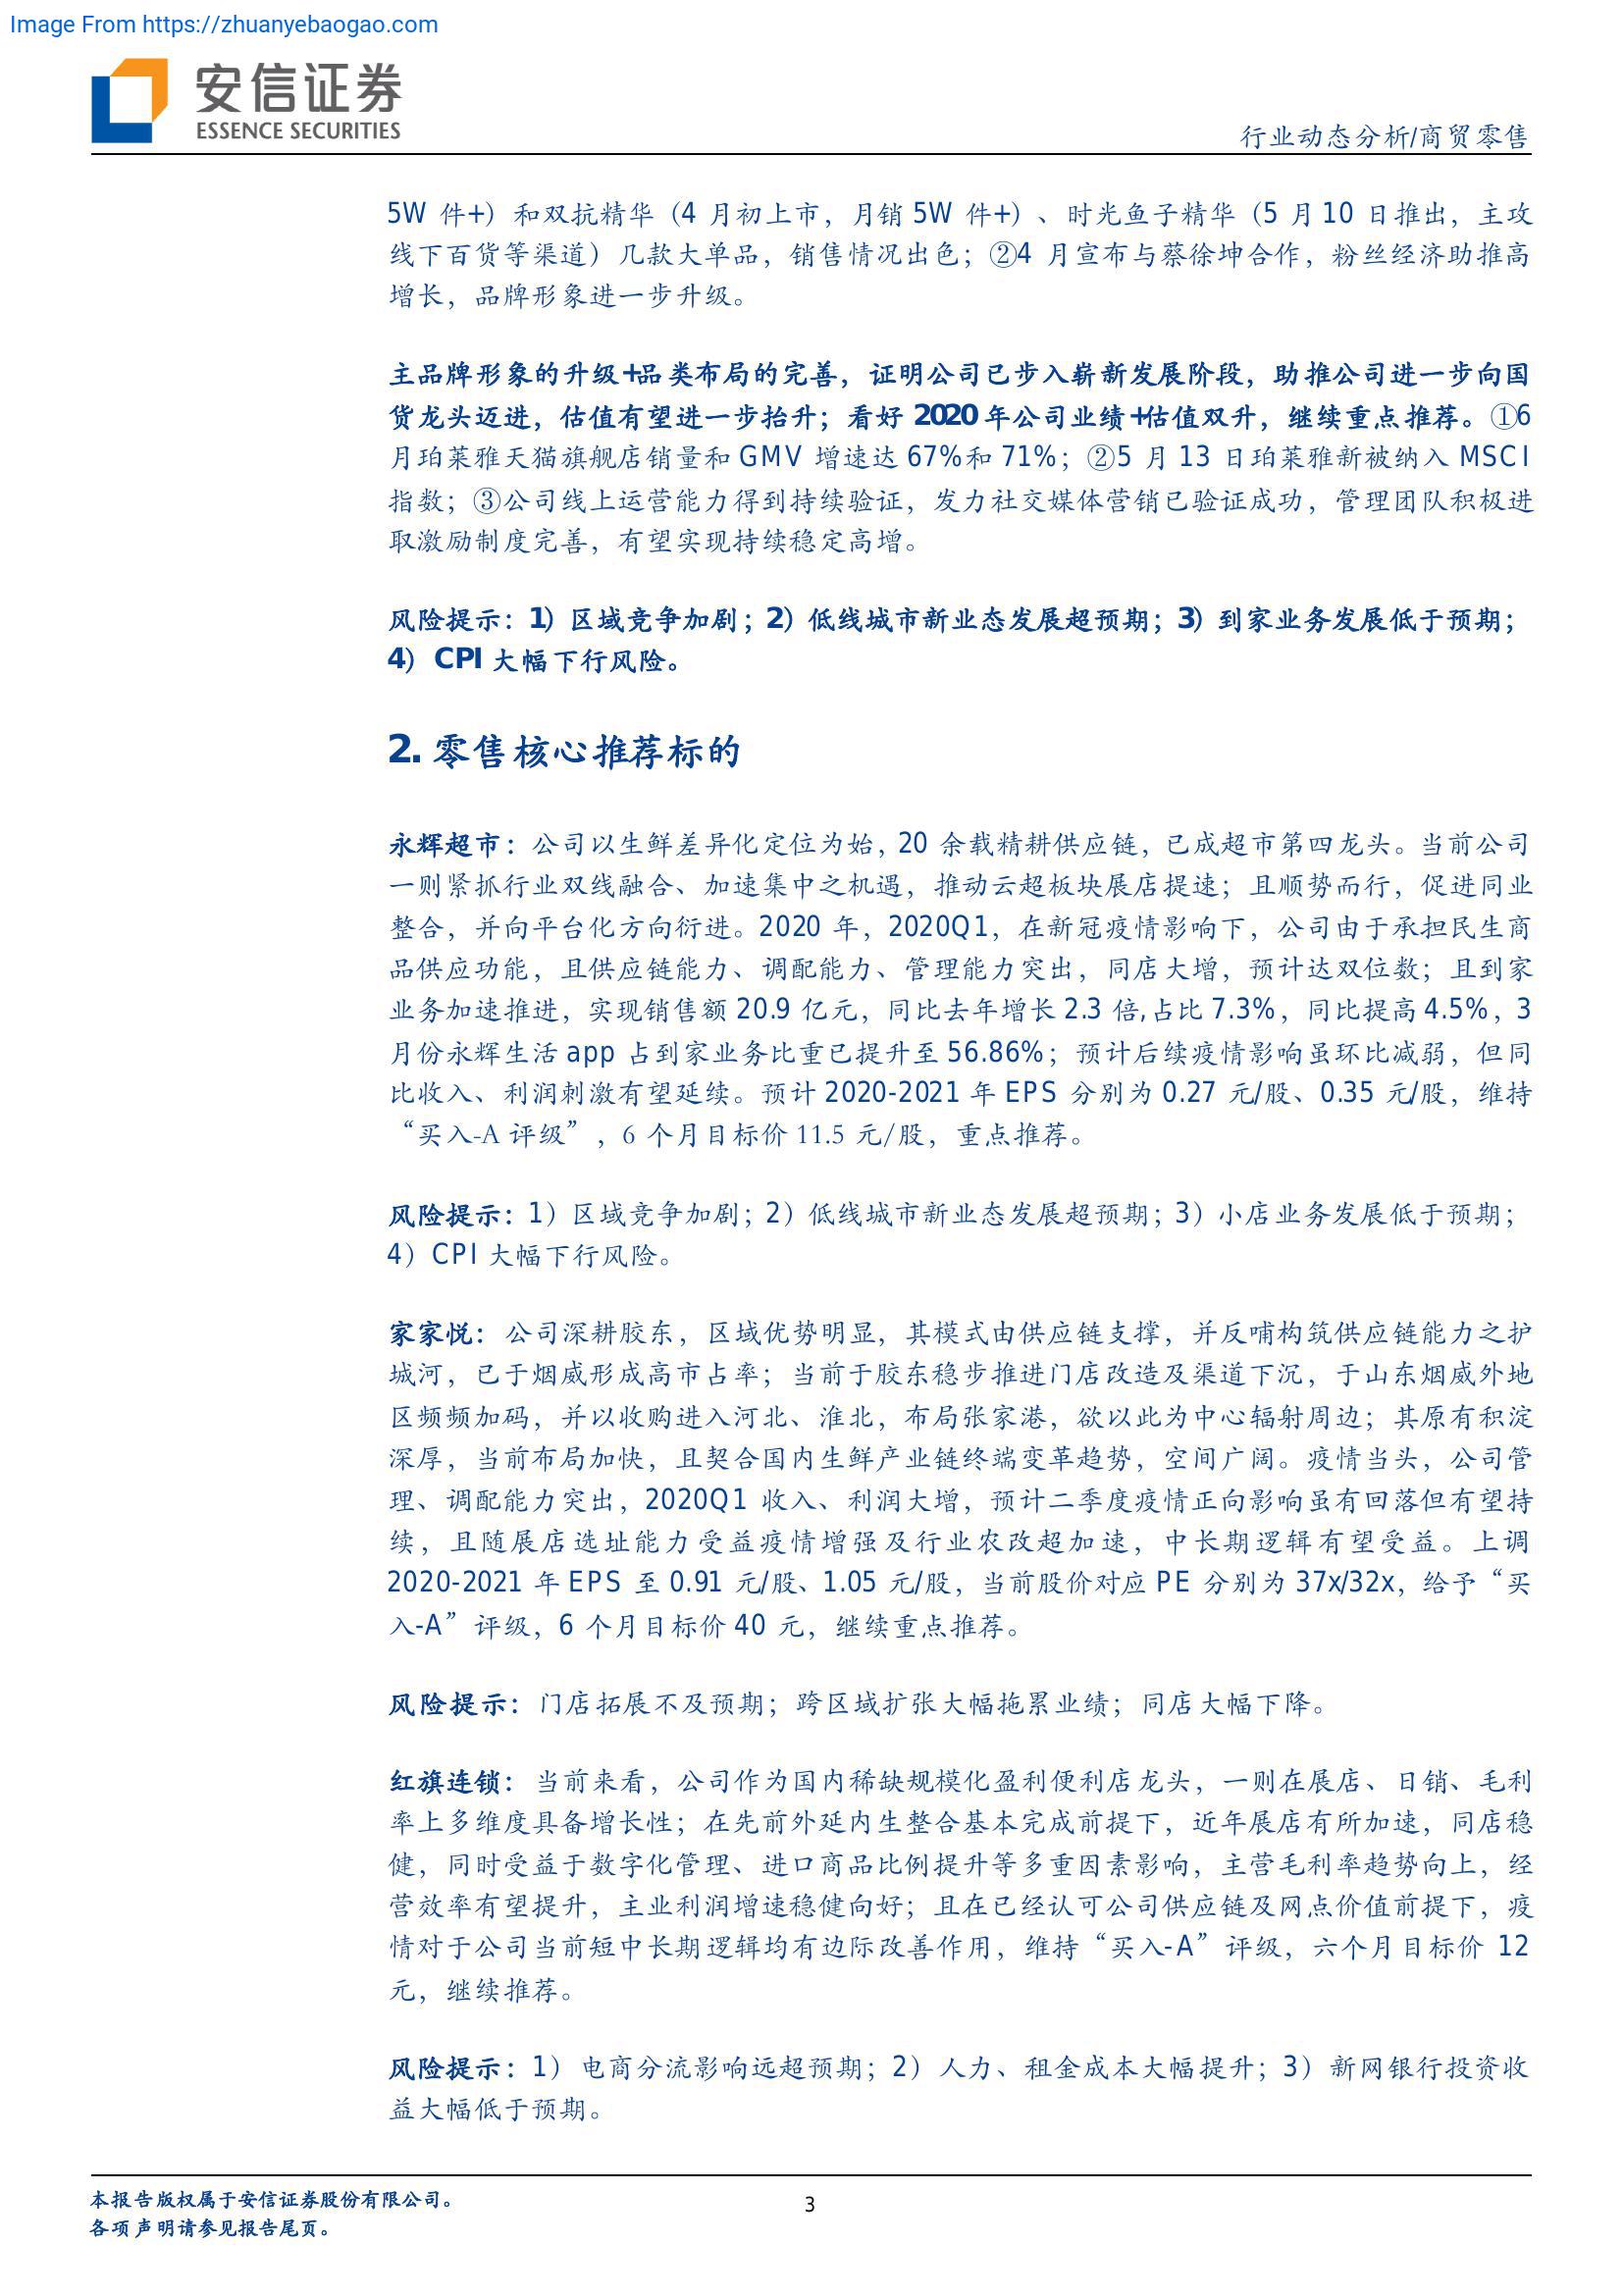 Image From https://zhuanyebaogao.com
安信证券
ESSENCE SECURITIES
行业动态分析/商贸零售
5W 件+）和双抗精华（4 月初上市，月销 5W 件+）、时光鱼子精华（5 月 10 日推出，主攻
线下百货等渠道）几款大单品，销售情况出色；②4 月宣布与蔡徐坤合作，粉丝经济助推高
增长，品牌形象进一步升级。
主品牌形象的升级+品类布局的完善，证明公司已步入崭新发展阶段，助推公司进一步向国
货龙头迈进，估值有望进一步抬升；看好 2020 年公司业绩+估值双升，继续重点推荐。①6
月珀莱雅天猫旗舰店销量和 GMV 增速达 67%和 71%；②5 月 13 日珀莱雅新被纳入 MSCI
指数；③公司线上运营能力得到持续验证，发力社交媒体营销已验证成功，管理团队积极进
取激励制度完善，有望实现持续稳定高增。
风险提示：1）区域竞争加剧；2）低线城市新业态发展超预期；3）到家业务发展低于预期；
4）CPI 大幅下行风险。
2. 零售核心推荐标的
永辉超市：公司以生鲜差异化定位为始，20 余载精耕供应链，已成超市第四龙头。当前公司
一则紧抓行业双线融合、加速集中之机遇，推动云超板块展店提速；且顺势而行，促进同业
整合，并向平台化方向衍进。2020 年，2020Q1，在新冠疫情影响下，公司由于承担民生商
品供应功能，且供应链能力、调配能力、管理能力突出，同店大增，预计达双位数；且到家
业务加速推进，实现销售额 20.9 亿元，同比去年增长 2.3 倍,占比 7.3%，同比提高 4.5%，3
月份永辉生活 app 占到家业务比重已提升至 56.86%；预计后续疫情影响虽环比减弱，但同
比收入、利润刺激有望延续。预计 2020-2021 年 EPS 分别为 0.27 元/股、0.35 元/股，维持
“买入-A 评级”，6 个月目标价 11.5 元/股，重点推荐。
风险提示：1）区域竞争加剧；2）低线城市新业态发展超预期；3）小店业务发展低于预期；
4）CPI 大幅下行风险。
家家悦：公司深耕胶东，区域优势明显，其模式由供应链支撑，并反哺构筑供应链能力之护
城河，已于烟威形成高市占率；当前于胶东稳步推进门店改造及渠道下沉，于山东烟威外地
区频频加码，并以收购进入河北、淮北，布局张家港，欲以此为中心辐射周边；其原有积淀
深厚，当前布局加快，且契合国内生鲜产业链终端变革趋势，空间广阔。疫情当头，公司管
理、调配能力突出，2020Q1 收入、利润大增，预计二季度疫情正向影响虽有回落但有望持
续，且随展店选址能力受益疫情增强及行业农改超加速，中长期逻辑有望受益。上调
2020-2021 年 EPS 至 0.91 元/股、1.05 元/股，当前股价对应 PE 分别为 37x/32x，给予“买
入-A”评级，6 个月目标价 40 元，继续重点推荐。
风险提示：门店拓展不及预期；跨区域扩张大幅拖累业绩；同店大幅下降。
红旗连锁：当前来看，公司作为国内稀缺规模化盈利便利店龙头，一则在展店、日销、毛利
率上多维度具备增长性；在先前外延内生整合基本完成前提下，近年展店有所加速，同店稳
健，同时受益于数字化管理、进口商品比例提升等多重因素影响，主营毛利率趋势向上，经
营效率有望提升，主业利润增速稳健向好；且在已经认可公司供应链及网点价值前提下，疫
情对于公司当前短中长期逻辑均有边际改善作用，维持“买入-A”评级，六个月目标价 12
元，继续推荐。
风险提示：1）电商分流影响远超预期；2）人力、租金成本大幅提升；3）新网银行投资收
益大幅低于预期。
本报告版权属于安信证券股份有限公司。
各项声明请参见报告尾页。
3